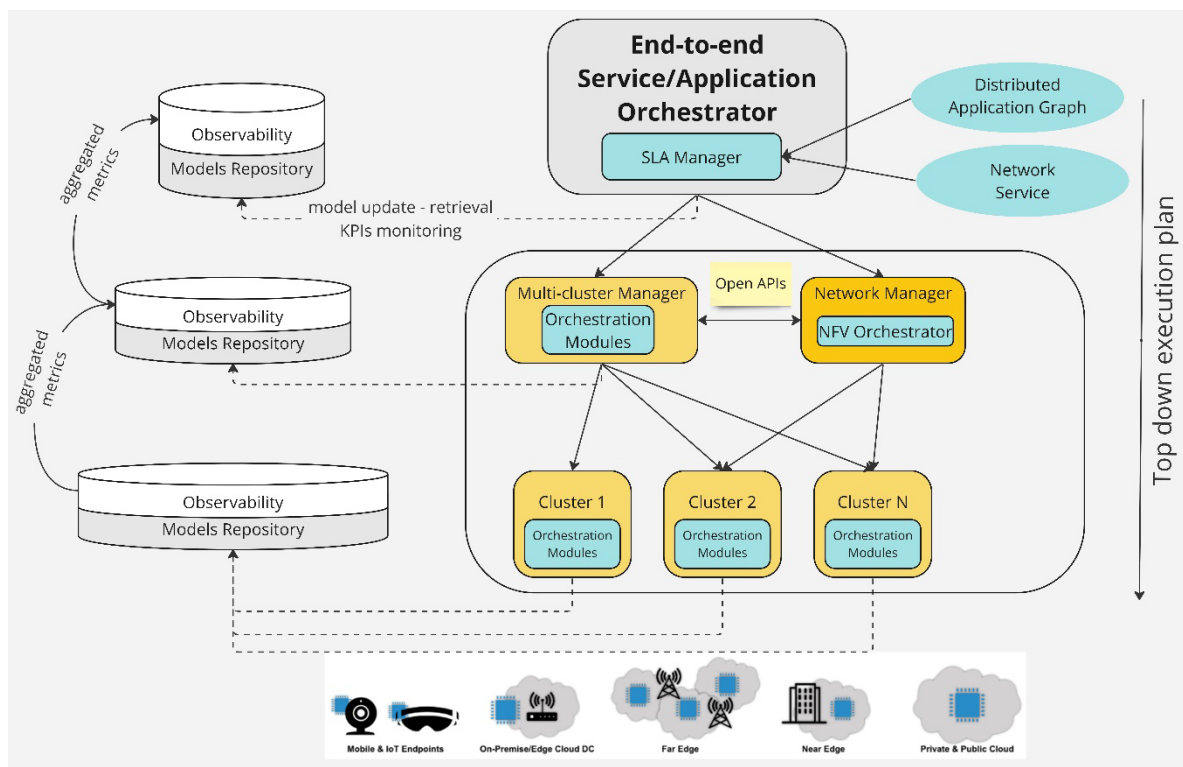 End-to-end
Service/Application
Orchestrator
SLA Manager
Distributed
Application Graph
Network
Service
Observability
Models Repository
aggregated
metrics
model update - retrieval
KPIs monitoring
Multi-cluster Manager
Orchestration
Modules
Open APIs
Network Manager
NFV Orchestrator
Observability
Models Repository
aggregated
metrics
Top down execution plan
Cluster 1
Orchestration
Modules
Cluster 2
Orchestration
Modules
Cluster N
Orchestration
Modules
Observability
Models Repository
Mobile & IoT Endpoints
On-Premise/Edge Cloud DC
Far Edge
Near Edge
Private & Public Cloud